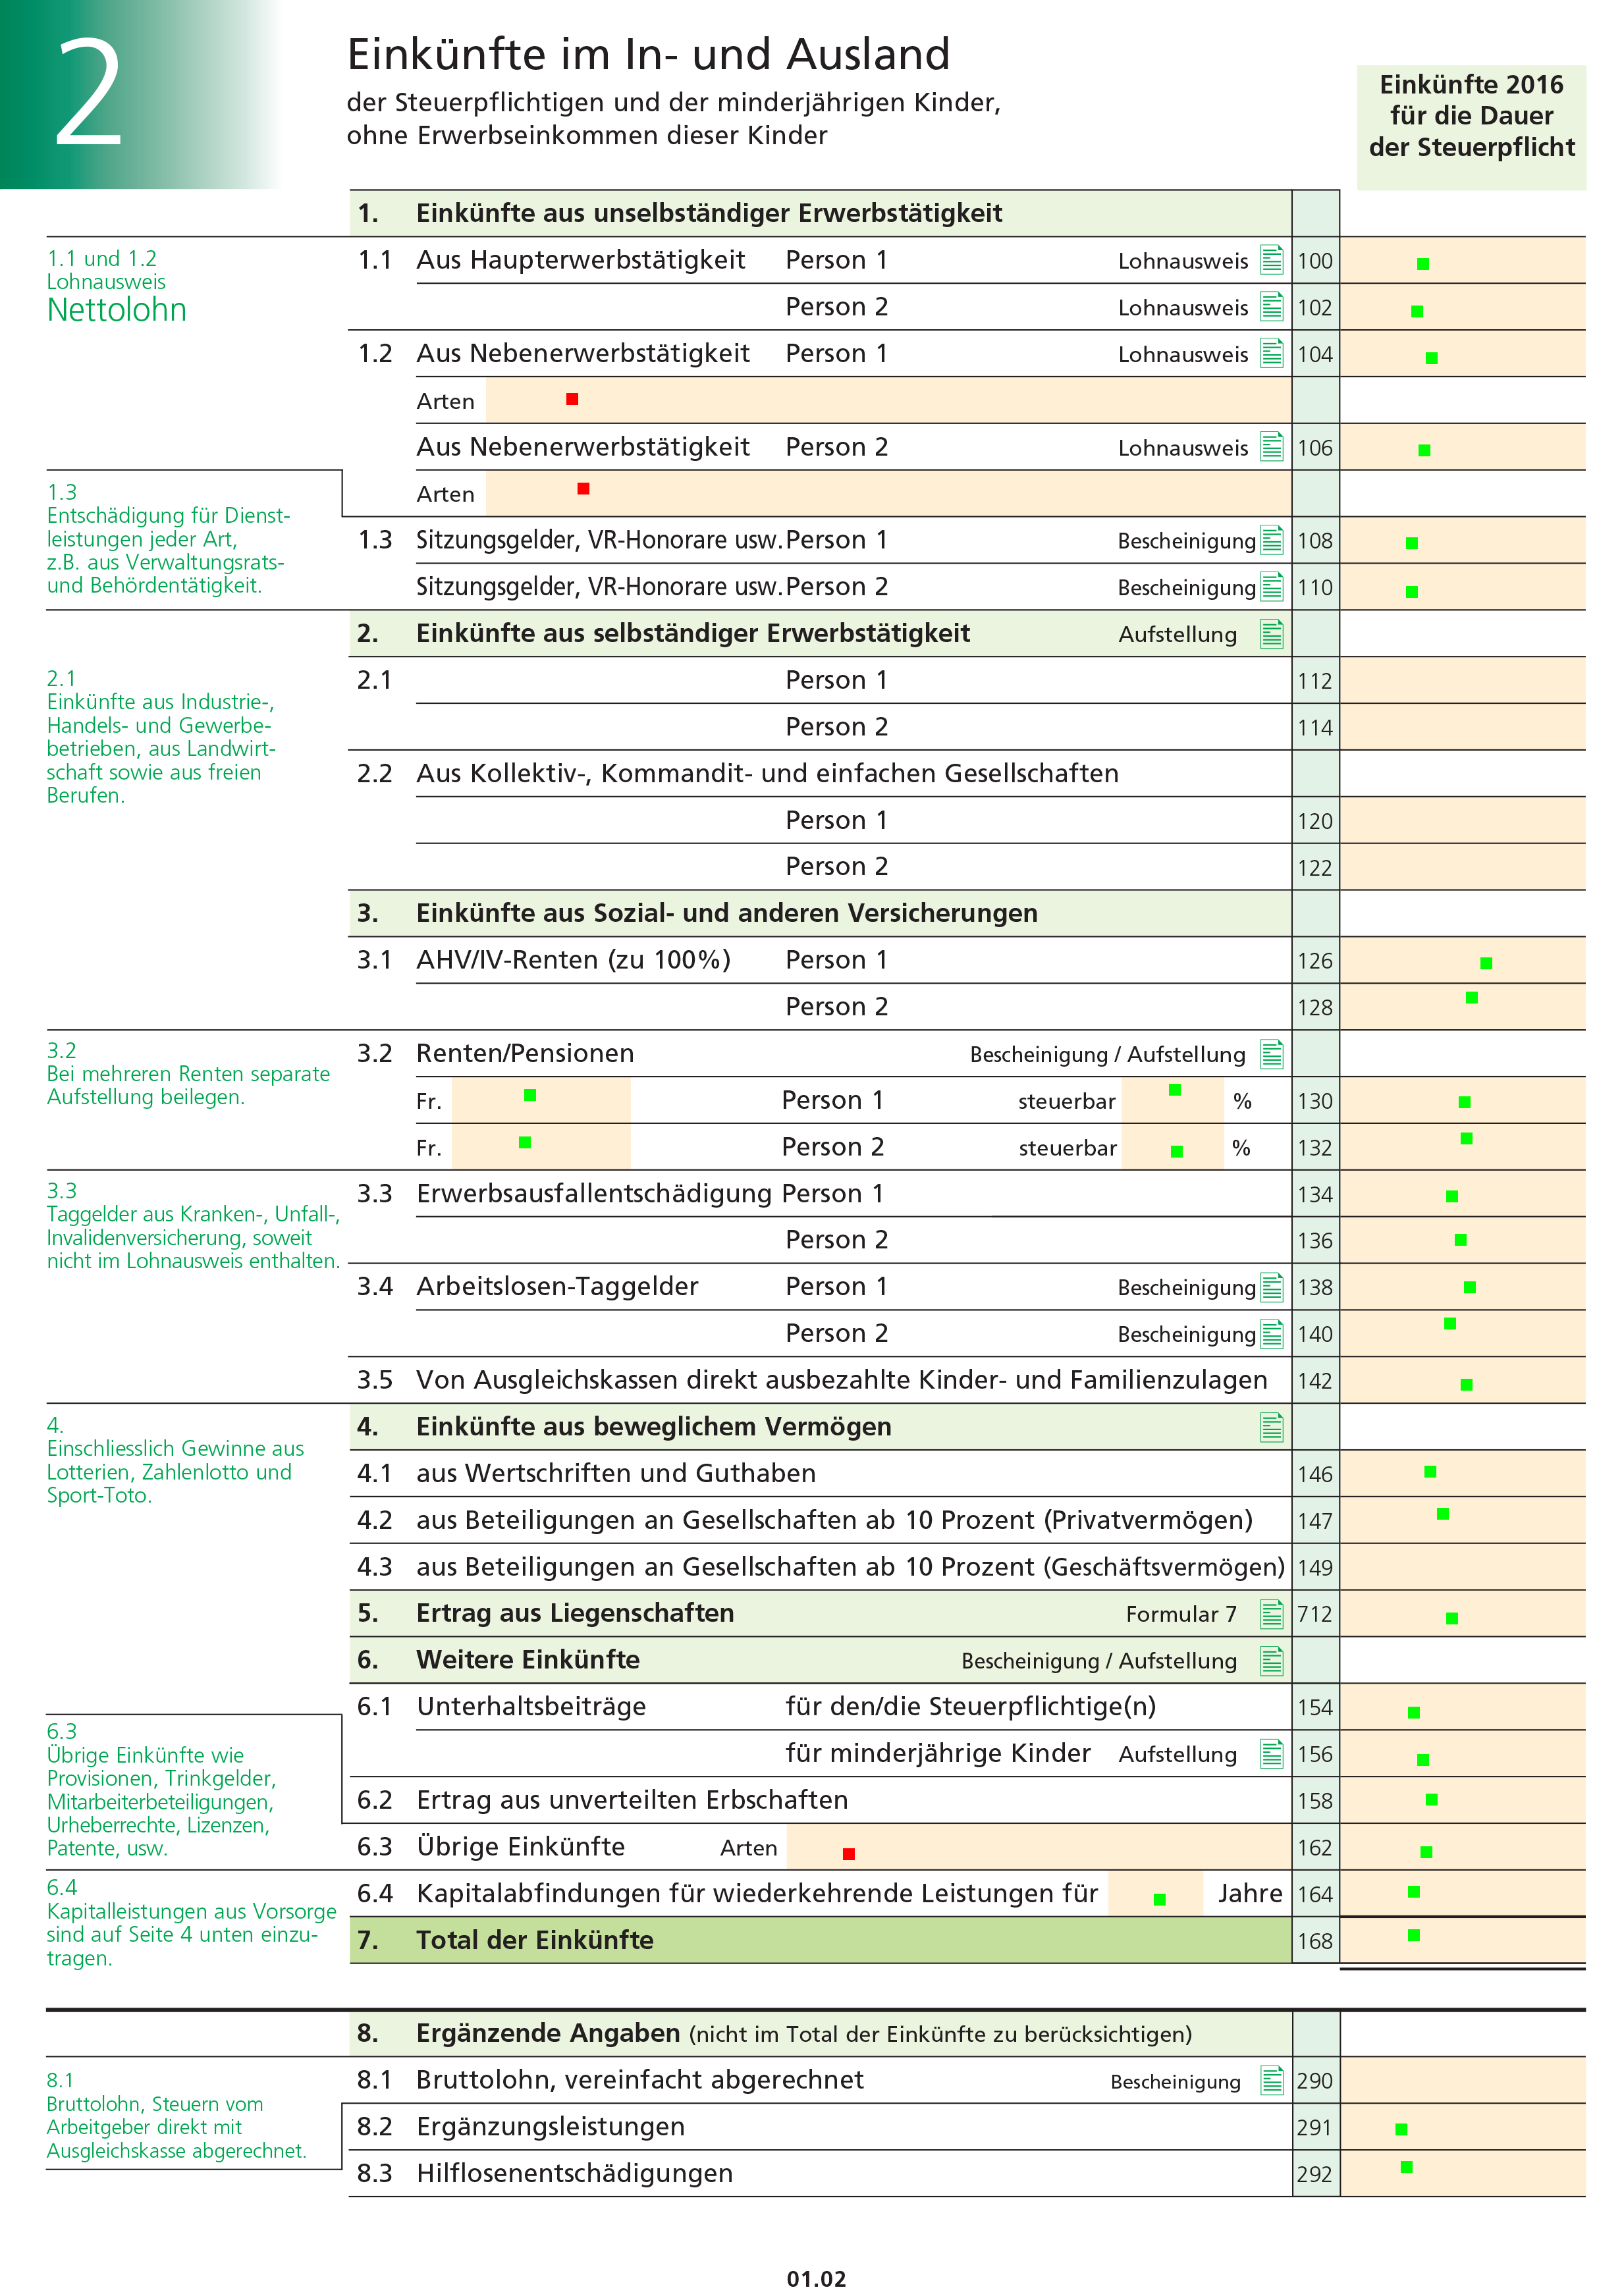 2
Einkünfte im In- und Ausland
der Steuerpflichtigen und der minderjährigen Kinder,
ohne Erwerbseinkommen dieser Kinder
Einkünfte 2016
für die Dauer
der Steuerpflicht
1. Einkünfte aus unselbständiger Erwerbstätigkeit
1.1 und 1.2
Lohnausweis
Nettolohn
1.1 Aus Haupterwerbstätigkeit Person 1 Lohnausweis 100
Person 2 Lohnausweis 102
1.2 Aus Nebenerwerbstätigkeit Person 1 Lohnausweis 104
Arten
Aus Nebenerwerbstätigkeit Person 2 Lohnausweis 106
Arten
1.3
Entschädigung für Dienst-
leistungen jeder Art,
z.B. aus Verwaltungsrats-
und Behördentätigkeit.
1.3 Sitzungsgelder, VR-Honorare usw. Person 1 Bescheinigung 108
Sitzungsgelder, VR-Honorare usw. Person 2 Bescheinigung 110
2. Einkünfte aus selbständiger Erwerbstätigkeit Aufstellung
2.1
Einkünfte aus Industrie-,
Handels- und Gewerbe-
betrieben, aus Landwirt-
schaft sowie aus freien
Berufen.
2.1 Person 1 112
Person 2 114
2.2 Aus Kollektiv-, Kommandit- und einfachen Gesellschaften
Person 1 120
Person 2 122
3. Einkünfte aus Sozial- und anderen Versicherungen
3.1 AHV/IV-Renten (zu 100%) Person 1 126
Person 2 128
3.2
Bei mehreren Renten separate
Aufstellung beilegen.
3.2 Renten/Pensionen Bescheinigung / Aufstellung
Fr. Person 1 steuerbar % 130
Fr. Person 2 steuerbar % 132
3.3
Taggelder aus Kranken-, Unfall-,
Invalidenversicherung, soweit
nicht im Lohnausweis enthalten.
3.3 Erwerbsausfallentschädigung Person 1 134
Person 2 136
3.4 Arbeitslosen-Taggelder Person 1 Bescheinigung 138
Person 2 Bescheinigung 140
3.5 Von Ausgleichskassen direkt ausbezahlte Kinder- und Familienzulagen 142
4.
Einschliesslich Gewinne aus
Lotterien, Zahlenlotto und
Sport-Toto.
4. Einkünfte aus beweglichem Vermögen
4.1 aus Wertschriften und Guthaben 146
4.2 aus Beteiligungen an Gesellschaften ab 10 Prozent (Privatvermögen) 147
4.3 aus Beteiligungen an Gesellschaften ab 10 Prozent (Geschäftsvermögen) 149
5. Ertrag aus Liegenschaften Formular 7 712
6. Weitere Einkünfte Bescheinigung / Aufstellung
6.1 Unterhaltsbeiträge für den/die Steuerpflichtige(n) 154
für minderjährige Kinder Aufstellung 156
6.2 Ertrag aus unverteilten Erbschaften 158
6.3
Übrige Einkünfte wie
Provisionen, Trinkgelder,
Mitarbeiterbeteiligungen,
Urheberrechte, Lizenzen,
Patente, usw.
6.3 Übrige Einkünfte Arten 162
6.4
Kapitalleistungen aus Vorsorge
sind auf Seite 4 unten einzu-
tragen.
6.4 Kapitalabfindungen für wiederkehrende Leistungen für Jahre 164
7. Total der Einkünfte 168
8. Ergänzende Angaben (nicht im Total der Einkünfte zu berücksichtigen)
8.1
Bruttolohn, Steuern vom
Arbeitgeber direkt mit
Ausgleichskasse abgerechnet.
8.1 Bruttolohn, vereinfacht abgerechnet Bescheinigung 290
8.2 Ergänzungsleistungen 291
8.3 Hilflosenentschädigungen 292
01.02